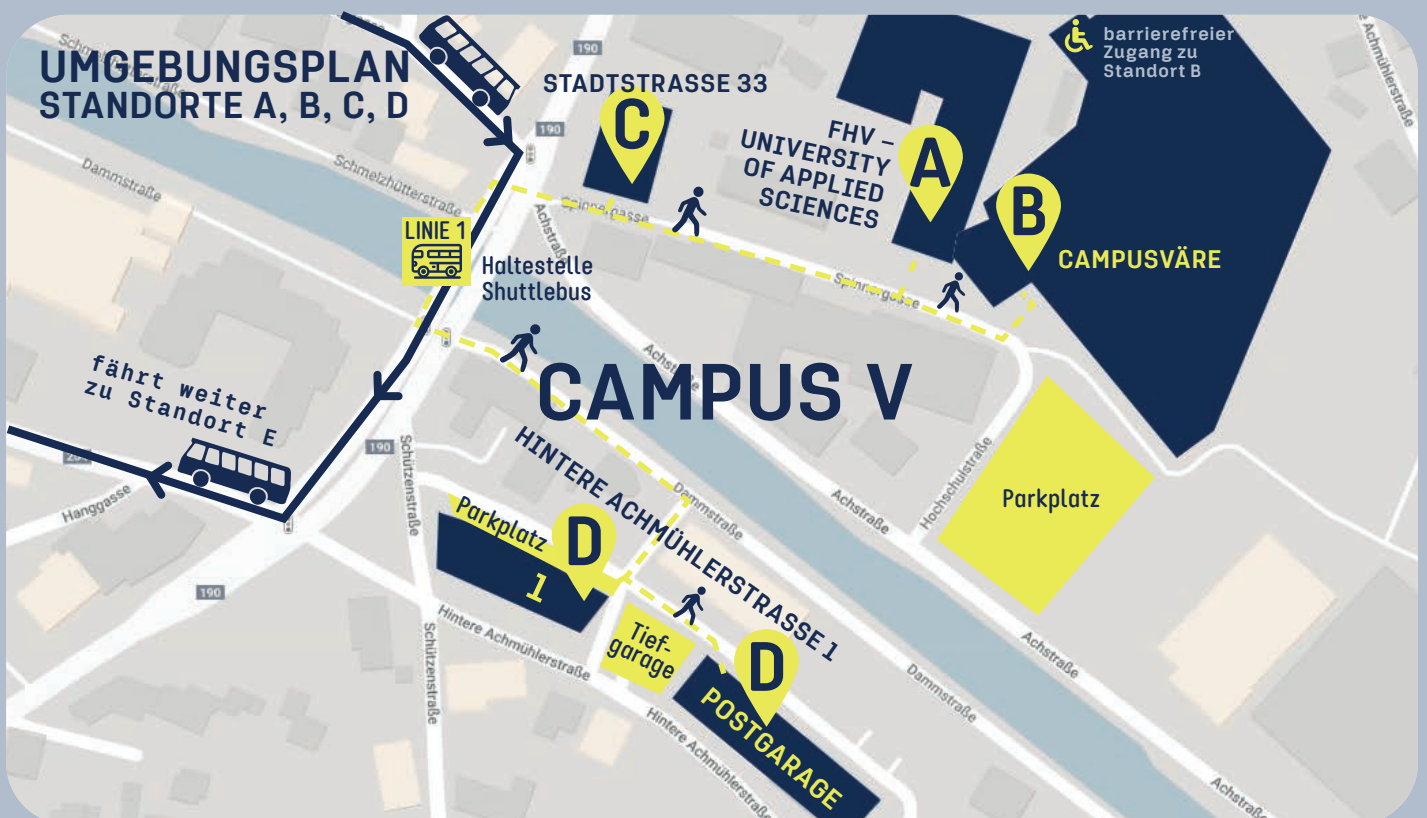 UMGEBUNGSPLAN
STANDORTE A, B, C, D
190
STADTSTRASSE 33
C
190
FHV –
UNIVERSITY
OF APPLIED
SCIENCES
A
B
CAMPUSVÄRE
barrierefreier
Zugang zu
Standort B
Achmühlerstraße
Schmelzhütterstraße
Dammstraße
Spinnergasse
Achstraße
LINIE 1
Haltestelle
Shuttlebus
Spinnergasse
Achstraße
CAMPUS V
fährt weiter
zu Standort E
190
Schützenstraße
HINTERE ACHMÜHLERSTRASSE 1
Dammstraße
Achstraße
Hochschulstraße
Parkplatz
Hanggasse
Parkplatz
D
1
190
Hintere Achmühlerstraße
Schützenstraße
Tief-
garage
D
POSTGARAGE
Hintere Achmühlerstraße
Dammstraße
Achstraße
Achstraße